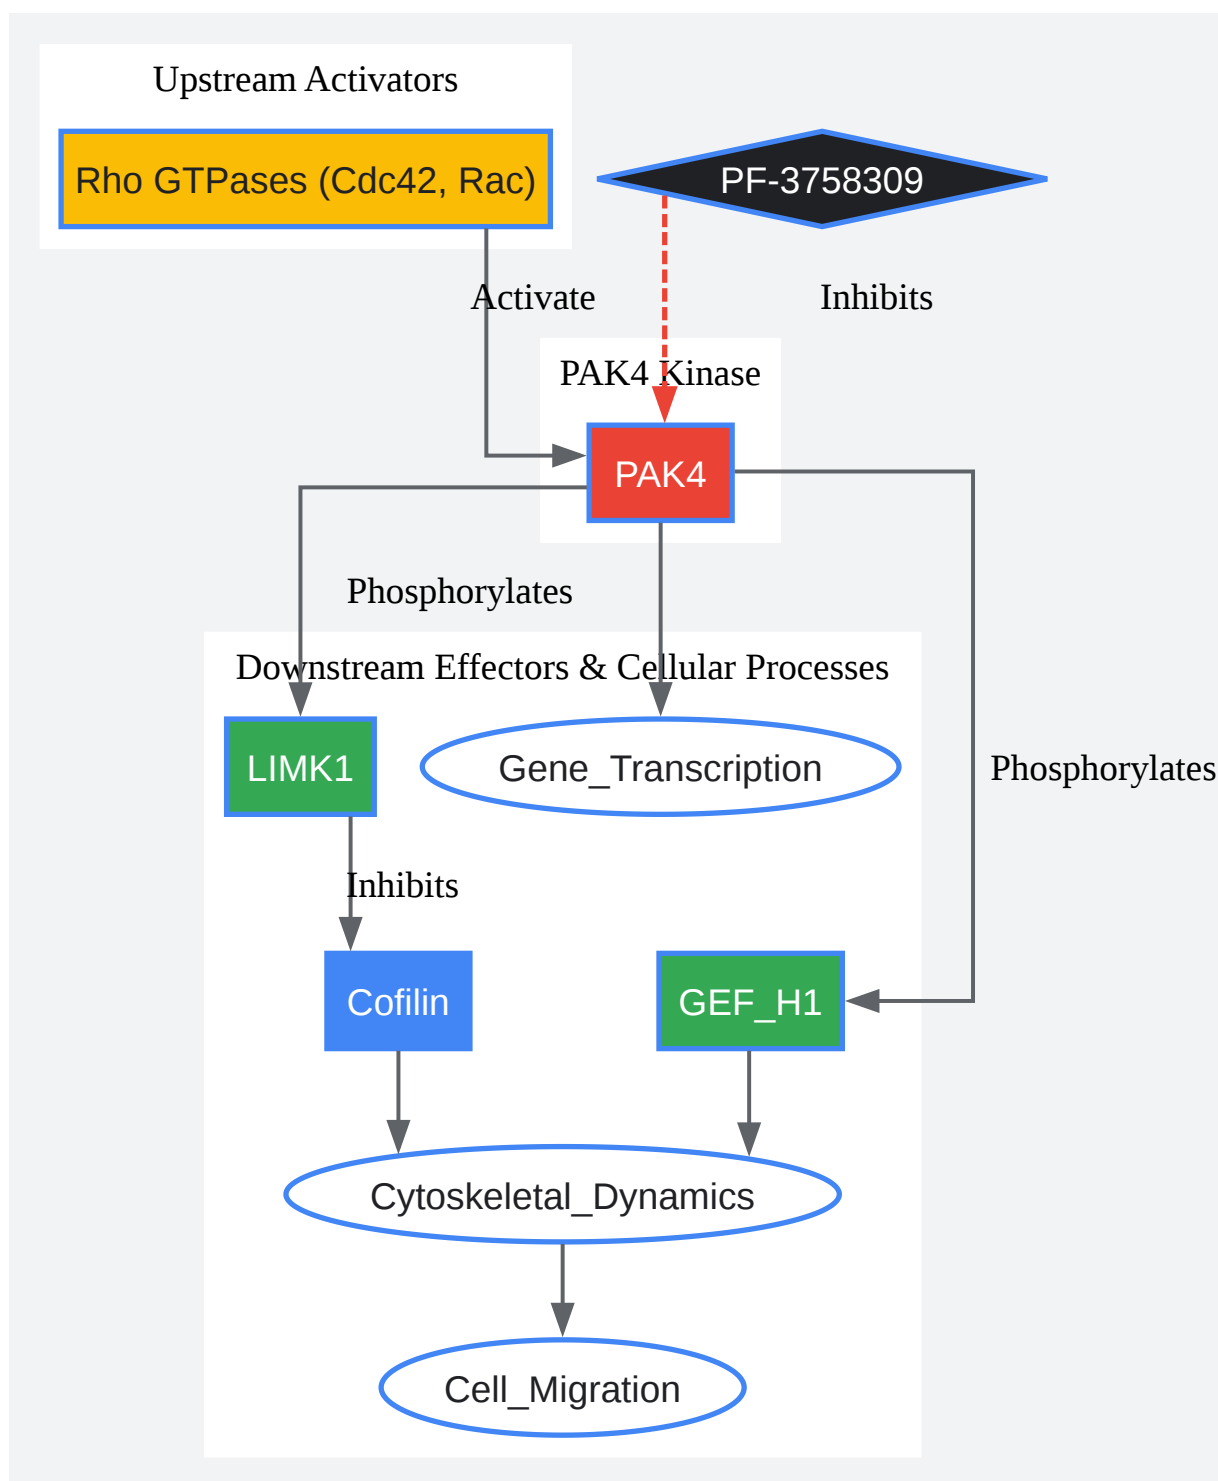 Upstream Activators
Rho GTPases (Cdc42, Rac)
PF-3758309
Activate
Inhibits
PAK4 Kinase
PAK4
Phosphorylates
Downstream Effectors & Cellular Processes
LIMK1
Gene_Transcription
Phosphorylates
Inhibits
Cofilin
GEF_H1
Cytoskeletal_Dynamics
Cell_Migration